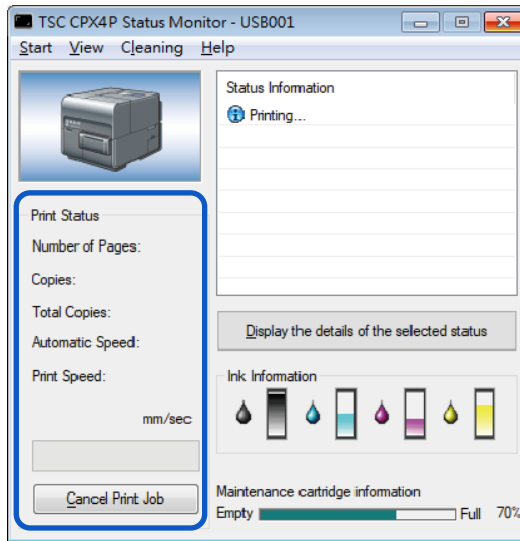 TSC CPX4P Status Monitor - USB001
Start View Cleaning Help
Status Information
Printing...
Print Status
Number of Pages:
Copies:
Total Copies:
Automatic Speed:
Print Speed:
mm/sec
Cancel Print Job
Display the details of the selected status
Ink Information
Maintenance cartridge information
Empty Full 70%